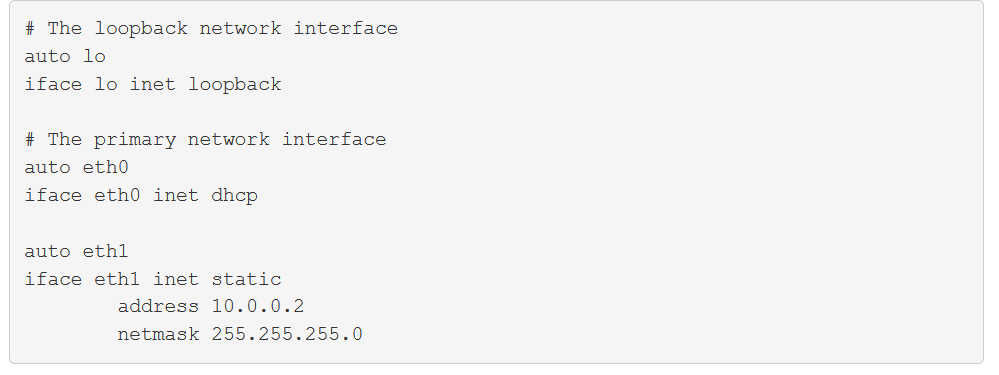 # The loopback network interface
auto lo
iface lo inet loopback
# The primary network interface
auto eth0
iface eth0 inet dhcp
auto eth1
iface eth1 inet static
address 10.0.0.2
netmask 255.255.255.0